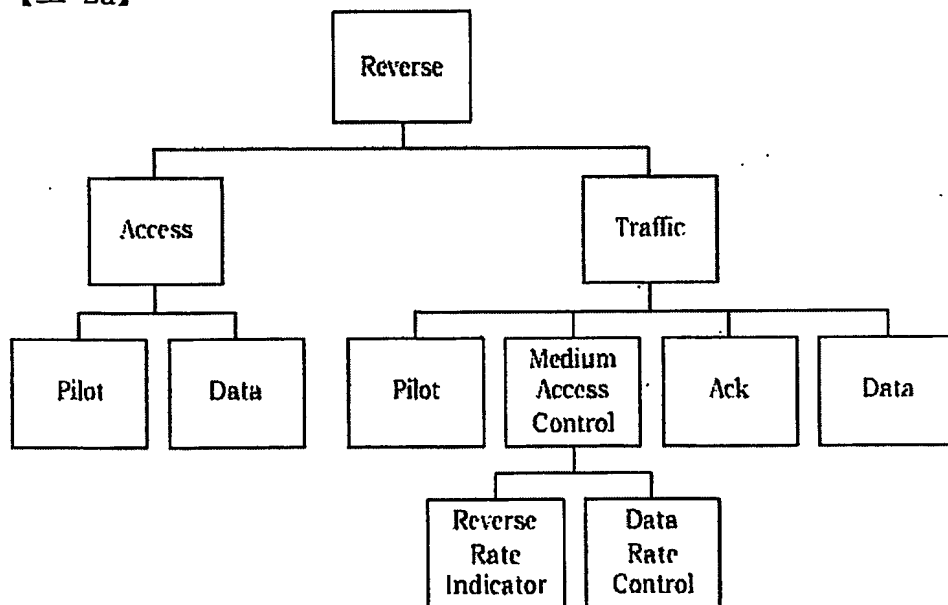 Reverse
Access
Traffic
Pilot
Data
Pilot
Medium
Access
Control
Ack
Data
Reverse
Rate
Indicator
Data
Rate
Control